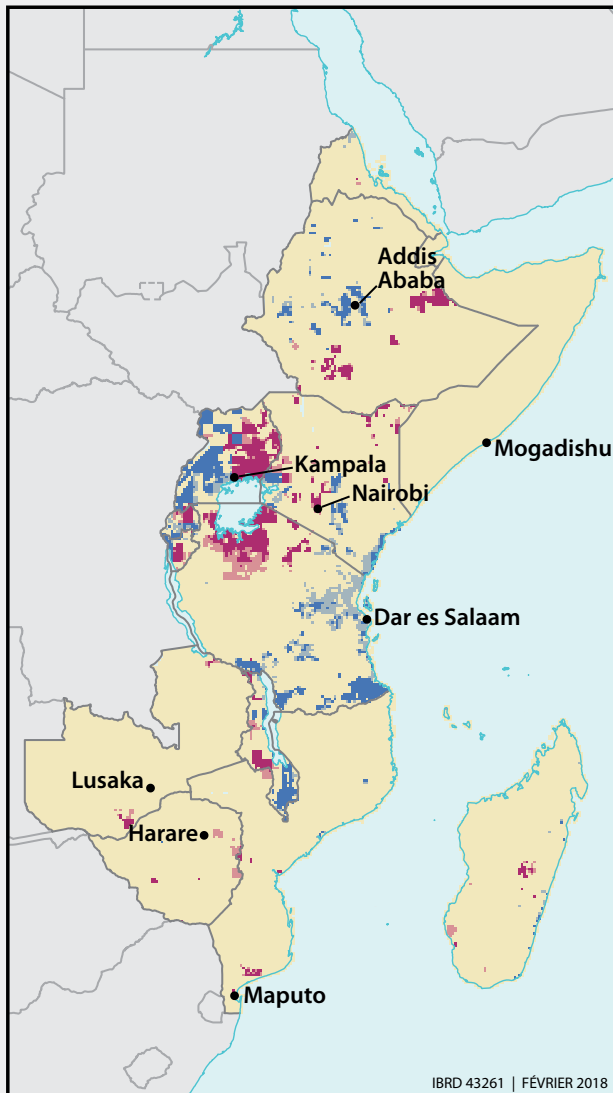 Addis
Ababa
Mogadishu
Kampala
Nairobi
Dar es Salaam
Lusaka
Harare
Maputo
IBRD 43261 | FÉVRIER 2018